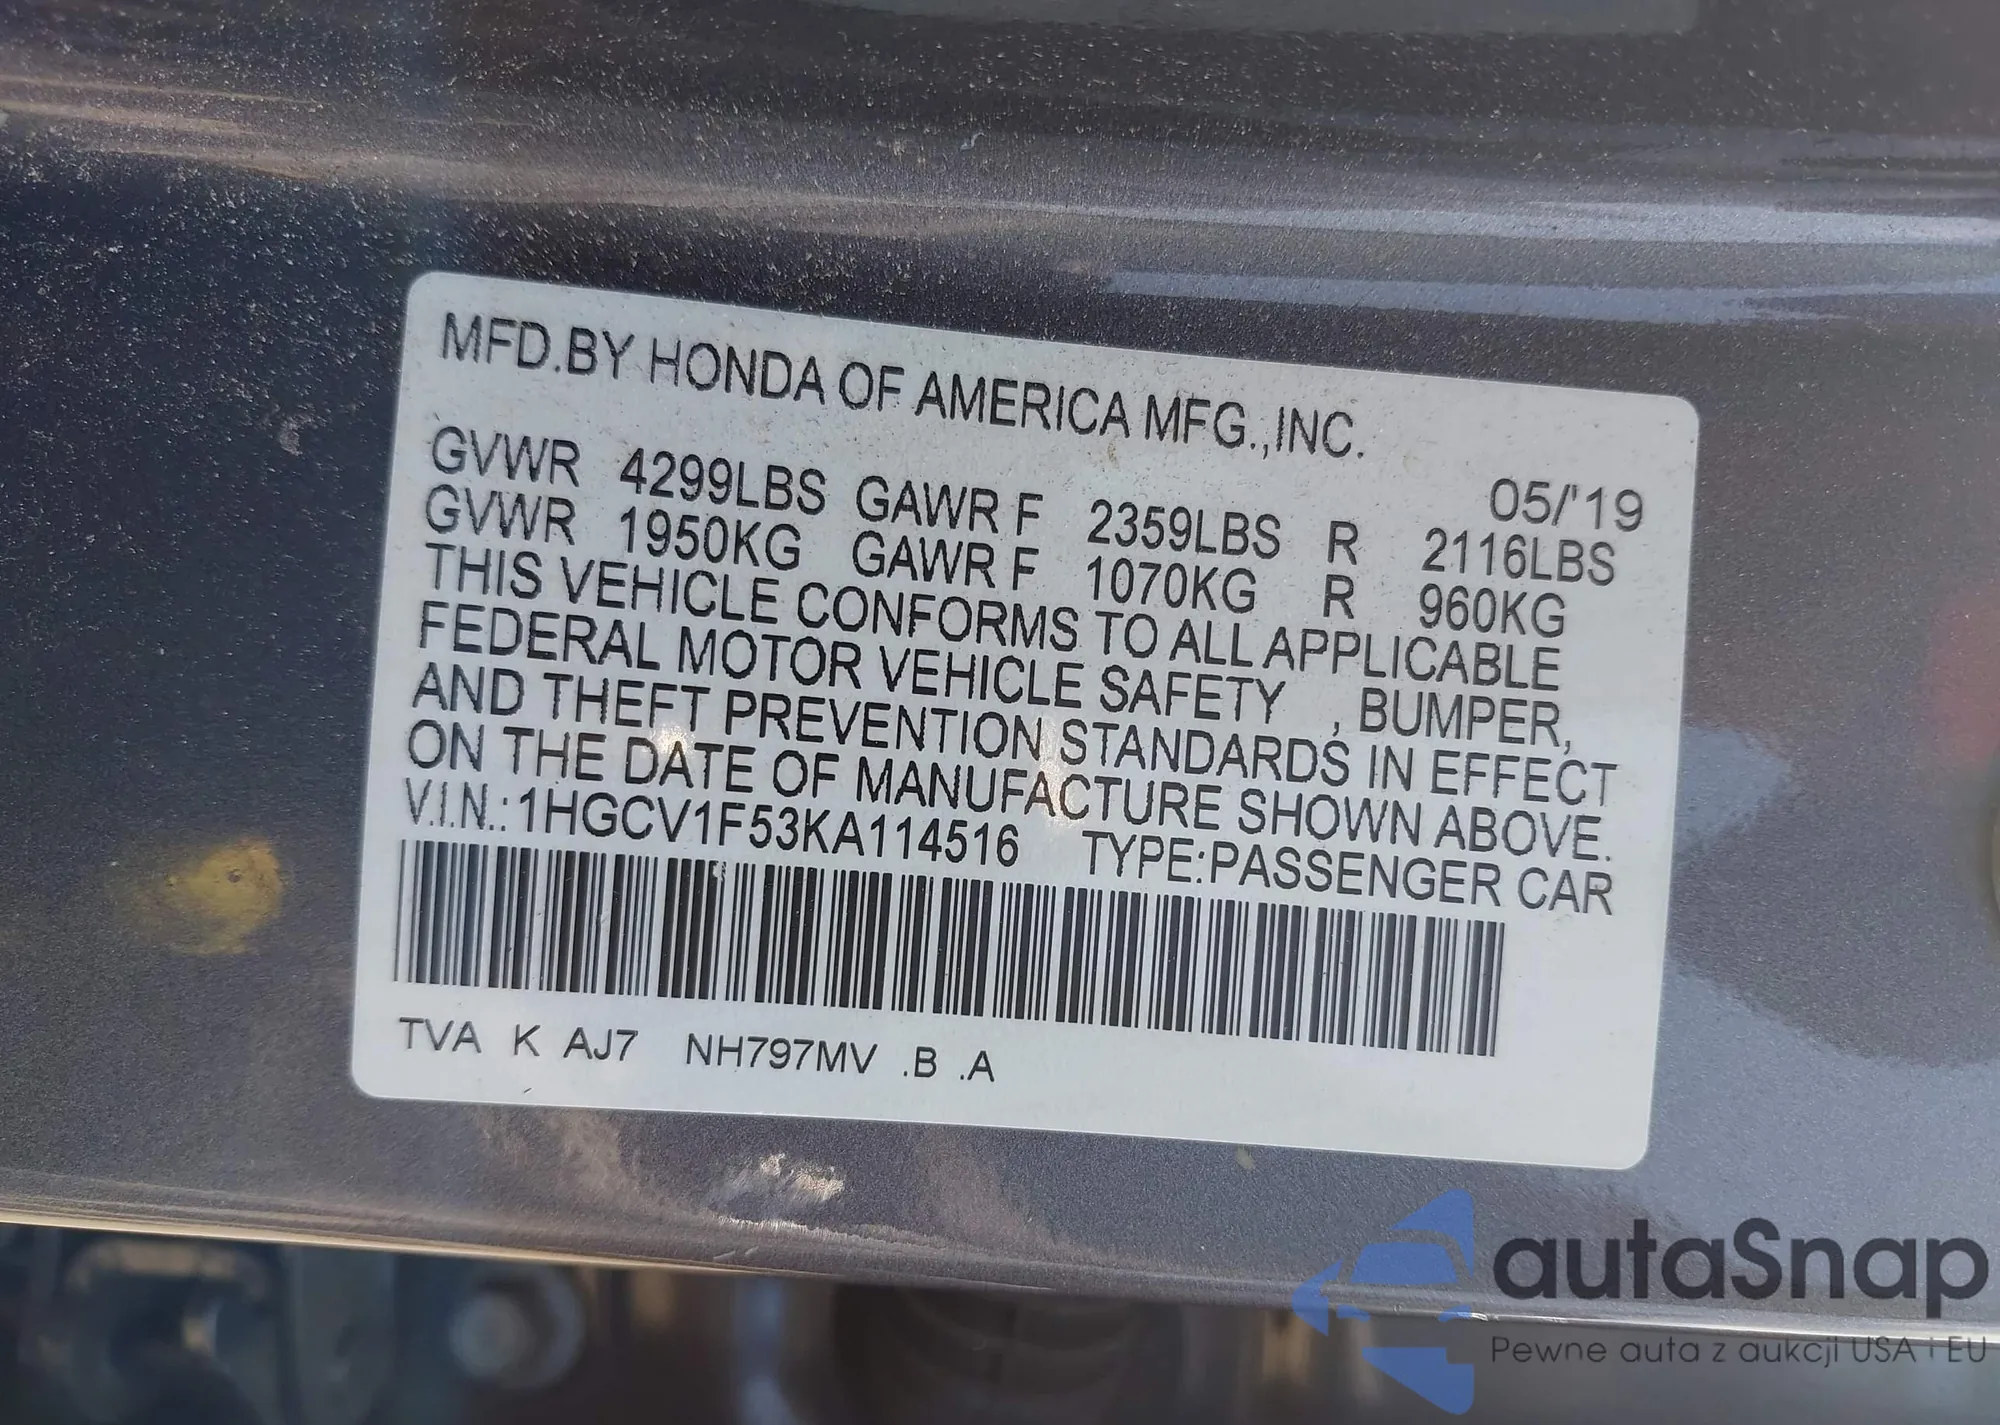 MFD.BY HONDA OF AMERICA MFG.,INC.
05/'19
GVWR 4299LBS GAWR F 2359LBS R 2116LBS
GVWR 1950KG GAWR F 1070KG R 960KG
THIS VEHICLE CONFORMS TO ALL APPLICABLE
FEDERAL MOTOR VEHICLE SAFETY , BUMPER,
AND THEFT PREVENTION STANDARDS IN EFFECT
ON THE DATE OF MANUFACTURE SHOWN ABOVE.
V.I.N.: 1HGCV1F53KA114516 TYPE:PASSENGER CAR
TVA K AJ7 NH797MV .B .A
autaSnap
Pewne auta z aukcji USA i EU